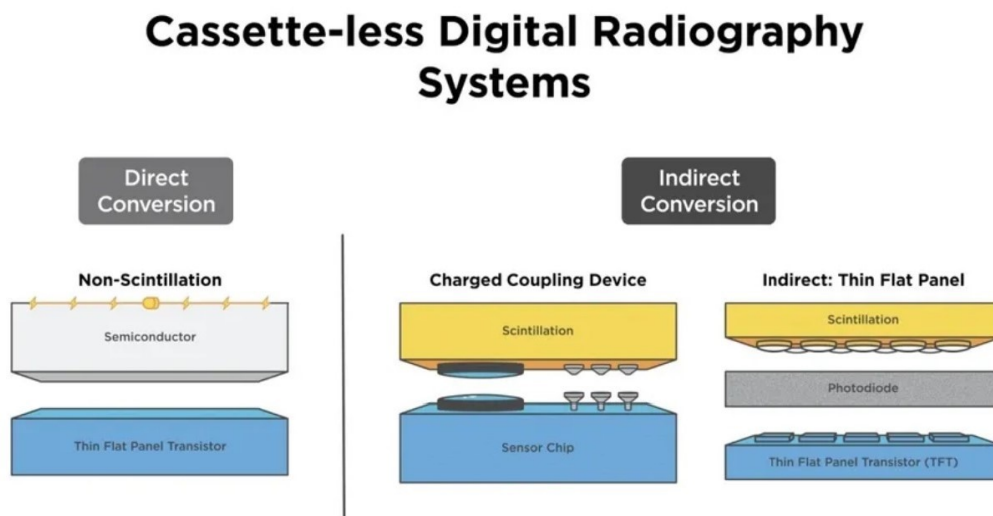 Cassette-less Digital Radiography
Systems
Direct
Conversion
Indirect
Conversion
Non-Scintillation
Semiconductor
Thin Flat Panel Transistor
Charged Coupling Device
Scintillation
Sensor Chip
Indirect: Thin Flat Panel
Scintillation
Photodiode
Thin Flat Panel Transistor (TFT)